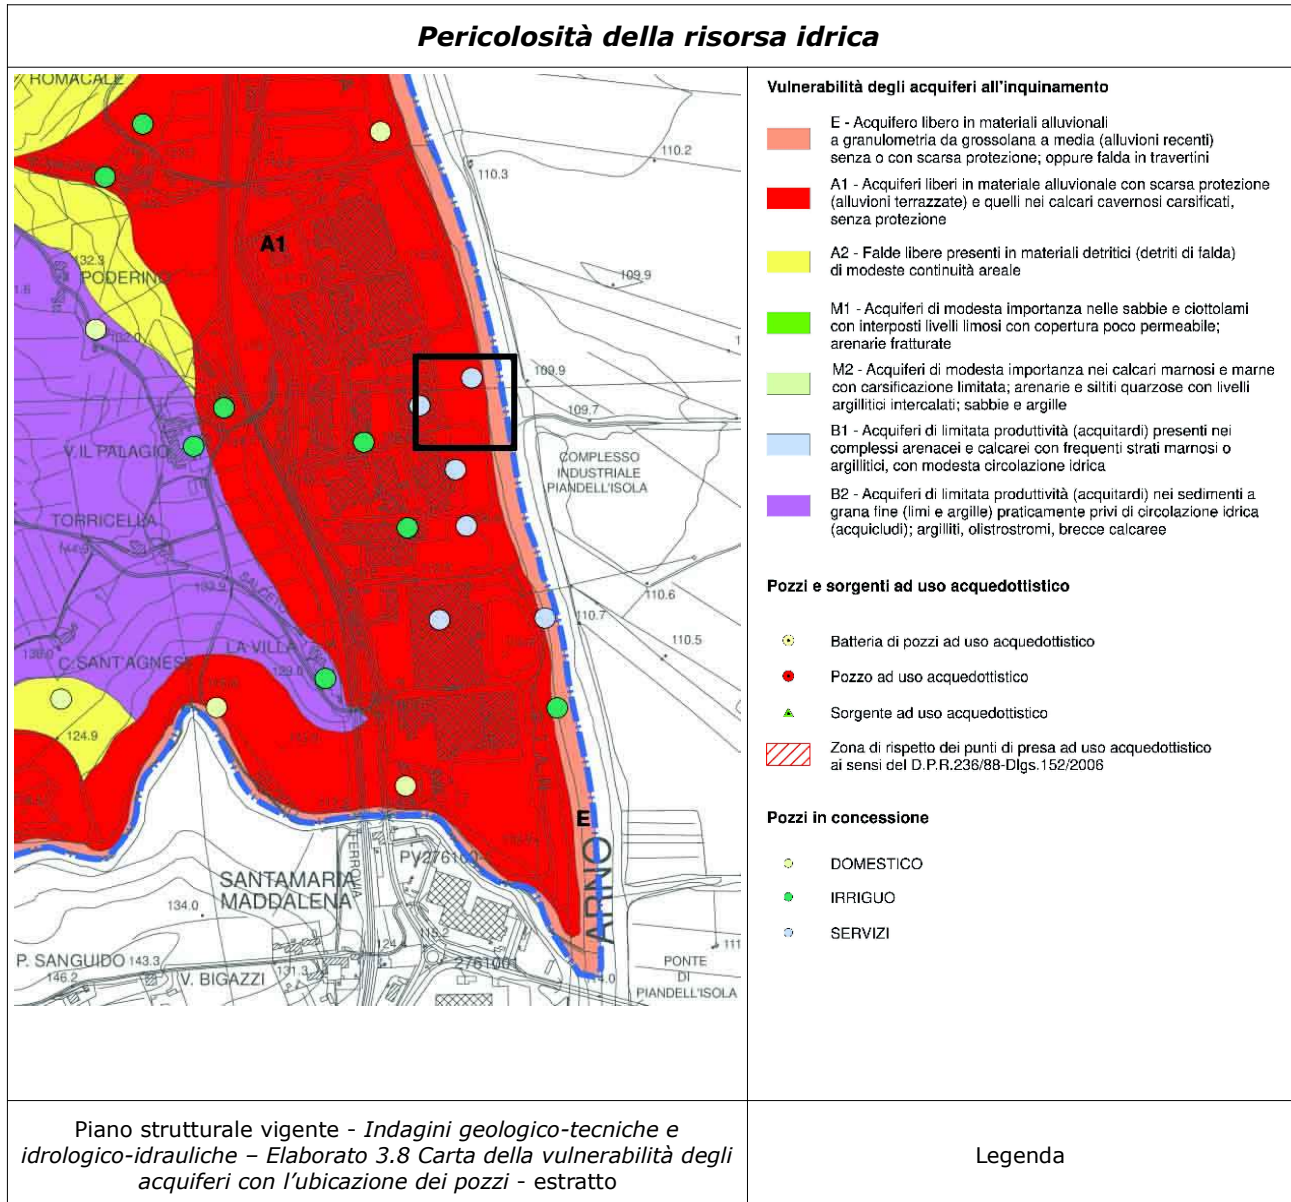 Pericolosità della risorsa idrica
ROMACALE
110.2
110.3
A1
132.3
PODERINO
109.9
132.0
109.9
109.7
V. IL PALAGIO
COMPLESSO
INDUSTRIALE
PIANDELL'ISOLA
TORRICELLA
133.9
110.6
110.7
110.5
LA VILLA
C. SANT'AGNESE
129.0
124.9
E
ARNO
FERROVIA
SANTAMARIA
MADDALENA
134.0
115.2
P. SANGUIDO
143.3
146.2
V. BIGAZZI
131.3
2761001
PONTE
DI
PIANDELL'ISOLA
Vulnerabilità degli acquiferi all'inquinamento
E - Acquifero libero in materiali alluvionali
a granulometria da grossolana a media (alluvioni recenti)
senza o con scarsa protezione; oppure falda in travertini
A1 - Acquiferi liberi in materiale alluvionale con scarsa protezione
(alluvioni terrazzate) e quelli nei calcari cavernosi carsificati,
senza protezione
A2 - Falde libere presenti in materiali detritici (detriti di falda)
di modeste continuità areale
M1 - Acquiferi di modesta importanza nelle sabbie e ciottolami
con interposti livelli limosi con copertura poco permeabile;
arenarie fratturate
M2 - Acquiferi di modesta importanza nei calcari marnosi e marne
con carsificazione limitata; arenarie e siltiti quarzose con livelli
argillitici intercalati; sabbie e argille
B1 - Acquiferi di limitata produttività (acquitardi) presenti nei
complessi arenacei e calcarei con frequenti strati marnosi o
argillitici, con modesta circolazione idrica
B2 - Acquiferi di limitata produttività (acquitardi) nei sedimenti a
grana fine (limi e argille) praticamente privi di circolazione idrica
(acquicludi); argilliti, olistrostromi, brecce calcaree
Pozzi e sorgenti ad uso acquedottistico
Batteria di pozzi ad uso acquedottistico
Pozzo ad uso acquedottistico
Sorgente ad uso acquedottistico
Zona di rispetto dei punti di presa ad uso acquedottistico
ai sensi del D.P.R.236/88-Dlgs.152/2006
Pozzi in concessione
DOMESTICO
IRRIGUO
SERVIZI
Piano strutturale vigente - Indagini geologico-tecniche e
idrologico-idrauliche – Elaborato 3.8 Carta della vulnerabilità degli
acquiferi con l'ubicazione dei pozzi - estratto
Legenda